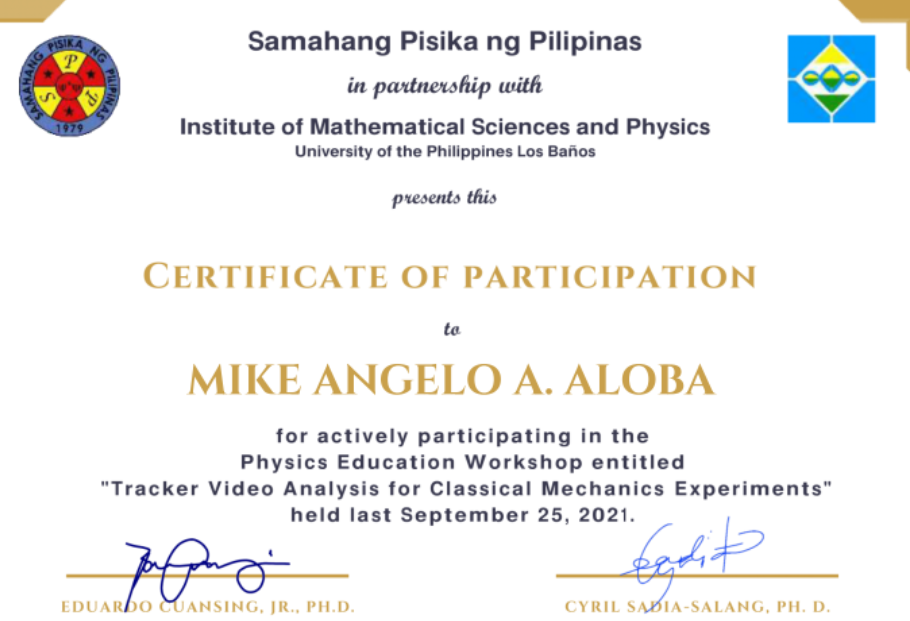 Samahang Pisika ng Pilipinas
in partnership with
Institute of Mathematical Sciences and Physics
University of the Philippines Los Baños
presents this
CERTIFICATE OF PARTICIPATION
to
MIKE ANGELO A. ALOBA
for actively participating in the
Physics Education Workshop entitled
"Tracker Video Analysis for Classical Mechanics Experiments"
held last September 25, 2021.
EDUARDO CUANSING, JR., PH.D.
CYRIL SADIA-SALANG, PH. D.
SAMAHANG PISIKA NG PILIPINAS
S P P
1979